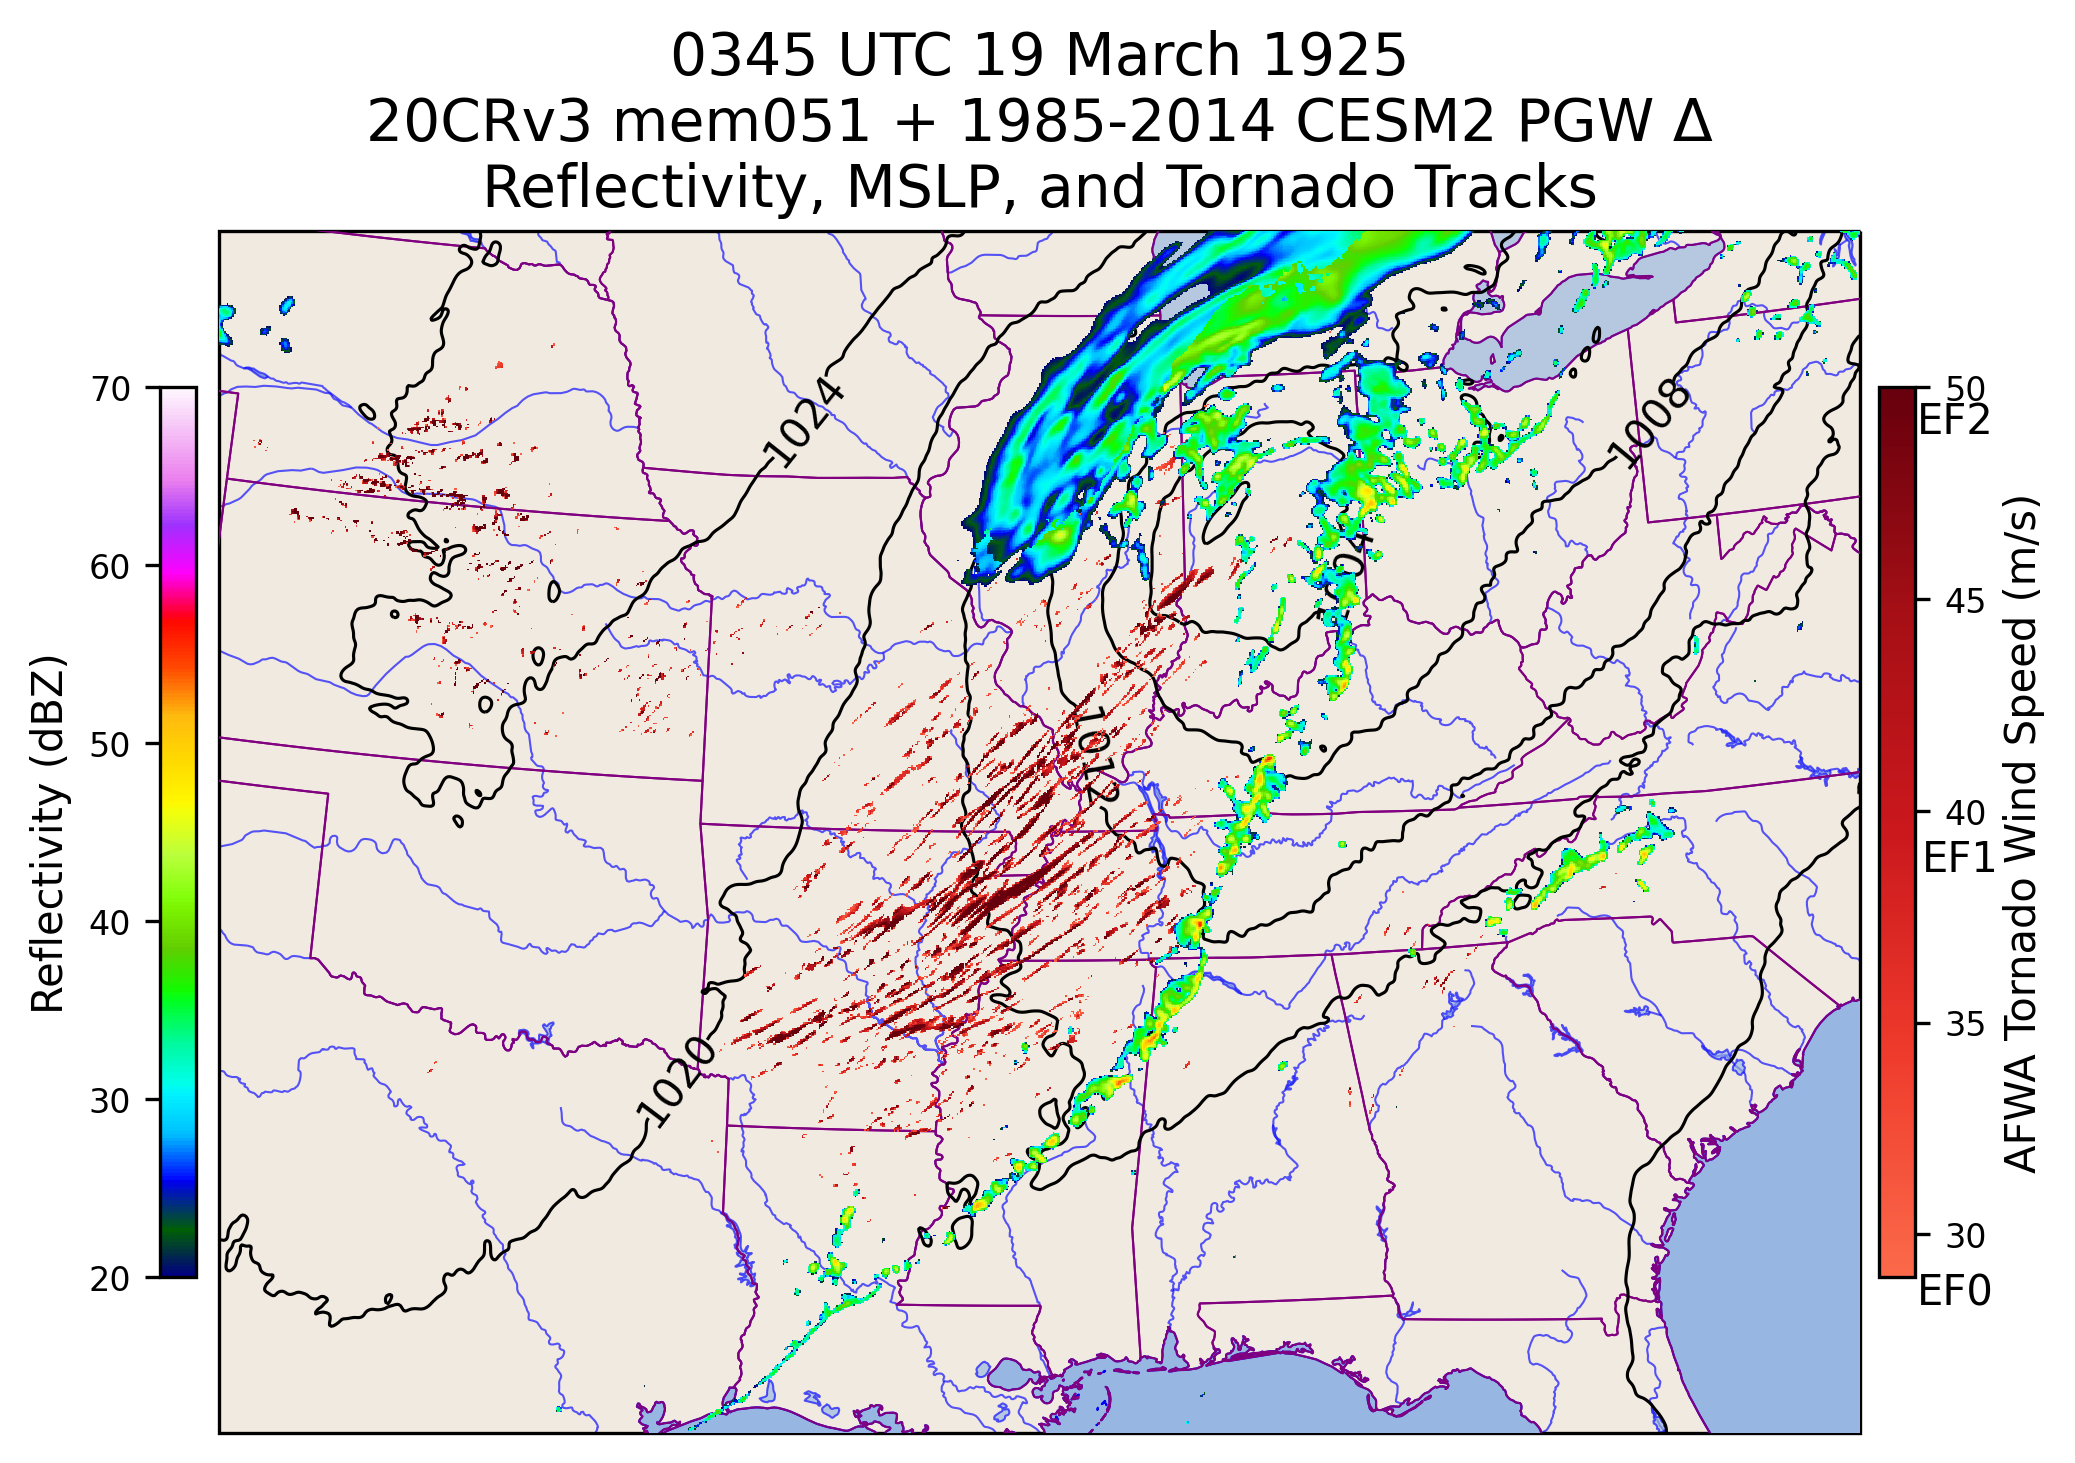 0345 UTC 19 March 1925
20CRv3 mem051 + 1985-2014 CESM2 PGW Δ
Reflectivity, MSLP, and Tornado Tracks
Reflectivity (dBZ)
70
60
50
40
30
20
1024
1008
1012
1020
50
EF2
45
40
EF1
35
30
EF0
AFWA Tornado Wind Speed (m/s)